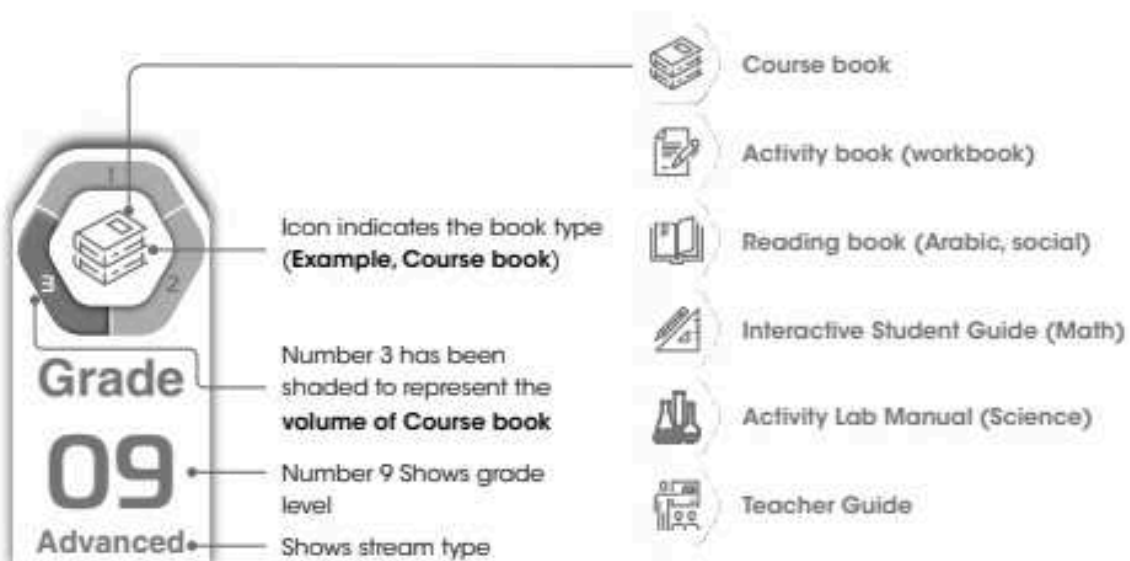 1
2
3
Grade
09
Advanced
Icon indicates the book type
(Example, Course book)
Number 3 has been
shaded to represent the
volume of Course book
Number 9 Shows grade
level
Shows stream type
Course book
Activity book (workbook)
Reading book (Arabic, social)
Interactive Student Guide (Math)
Activity Lab Manual (Science)
Teacher Guide